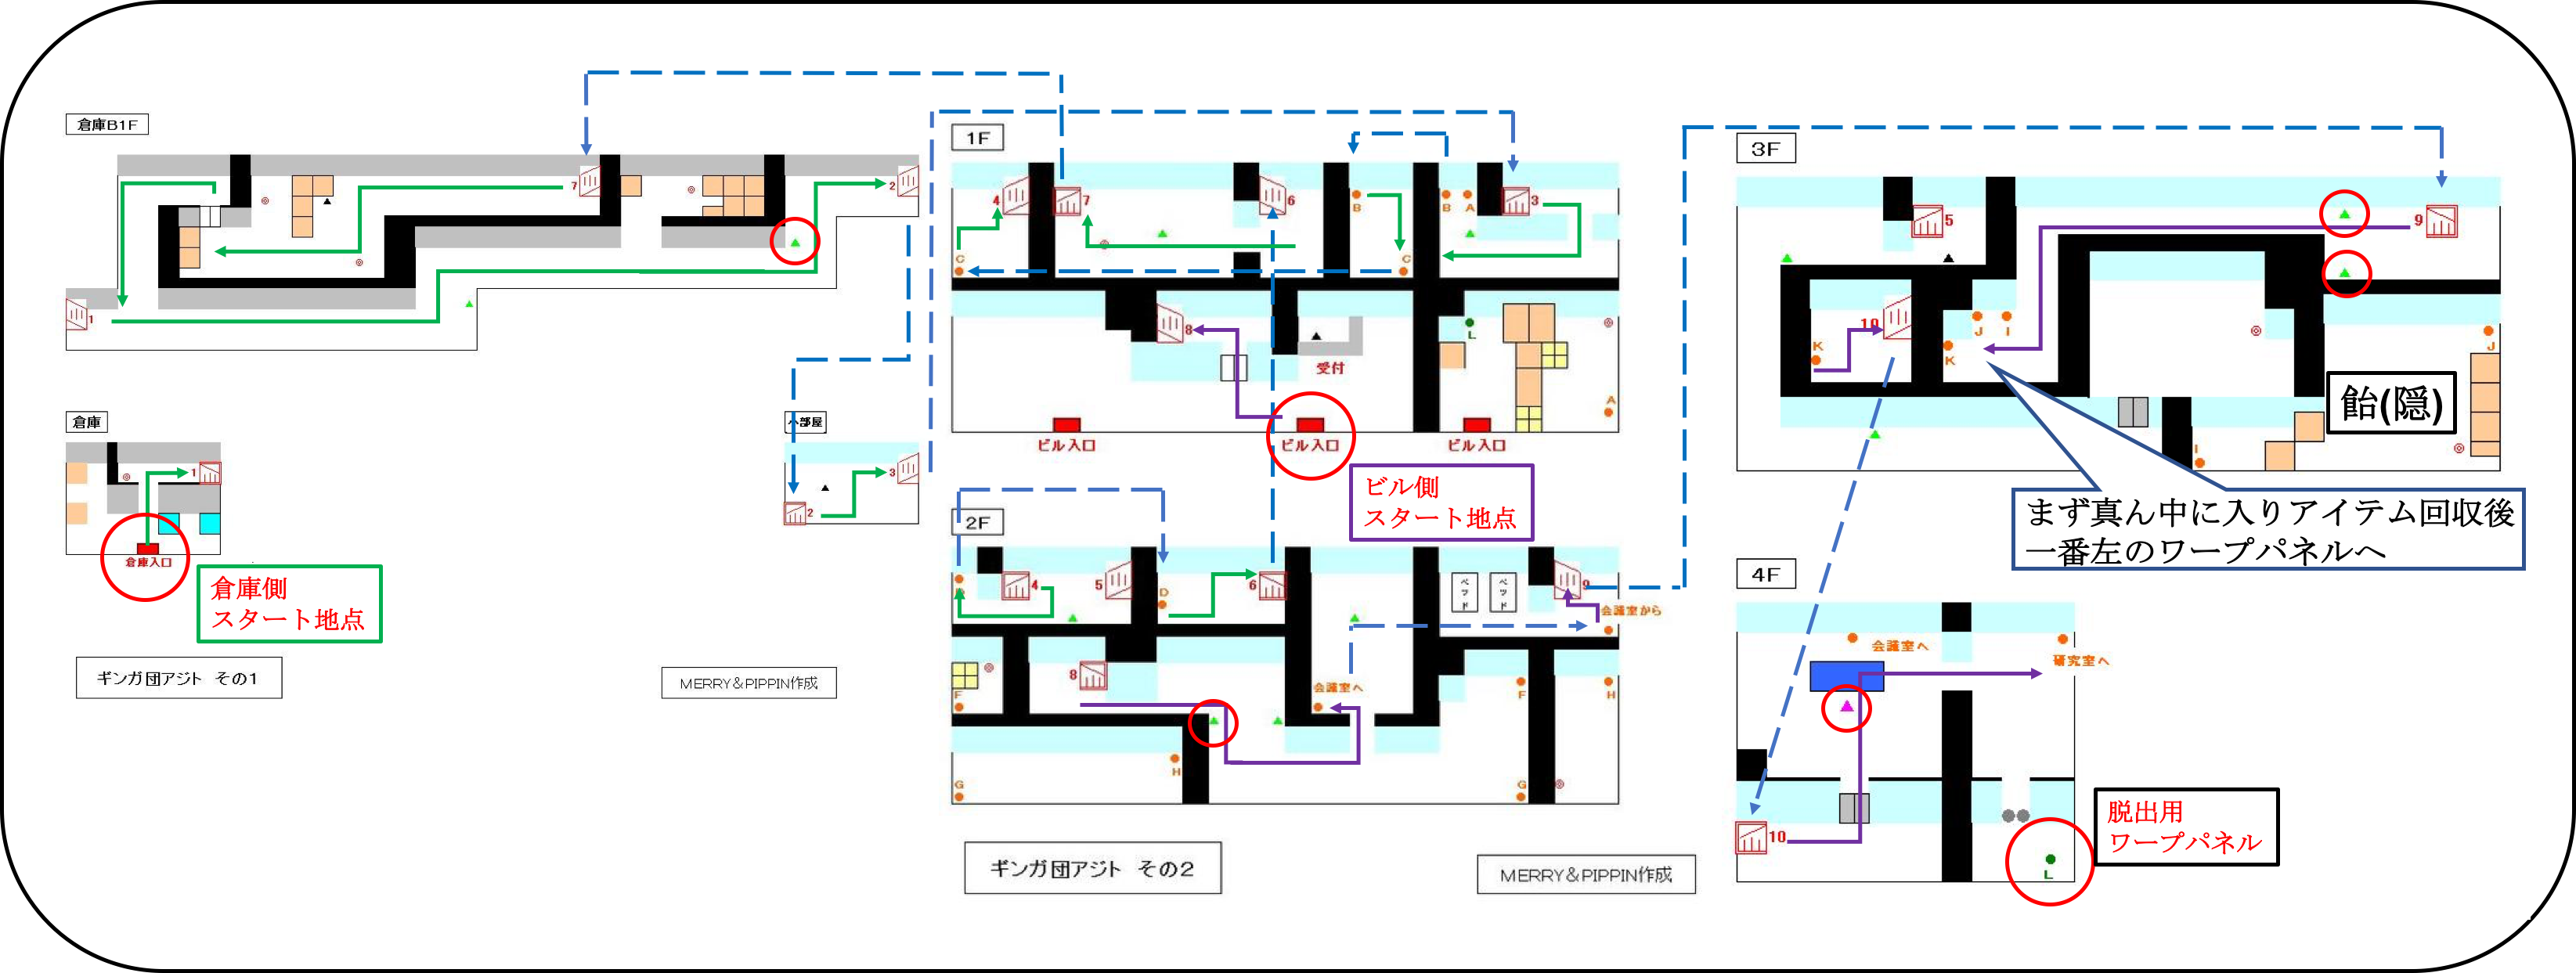 倉庫B1F
7
2
1
倉庫
1
倉庫入口
倉庫側
スタート地点
ギンガ団アジト その1
MERRY&PIPPIN作成
小部屋
3
2
1F
4
7
6
B
B
A
3
C
C
8
受付
L
A
ビル入口
ビル入口
ビル入口
ビル側
スタート地点
2F
4
5
D
6
ベッド
ベッド
9
会議室から
8
F
会議室へ
F
H
H
G
G
ギンガ団アジト その2
MERRY&PIPPIN作成
3F
5
9
10
J
I
K
K
J
I
飴(隠)
まず真ん中に入りアイテム回収後
一番左のワープパネルへ
4F
会議室へ
研究室へ
10
L
脱出用
ワープパネル